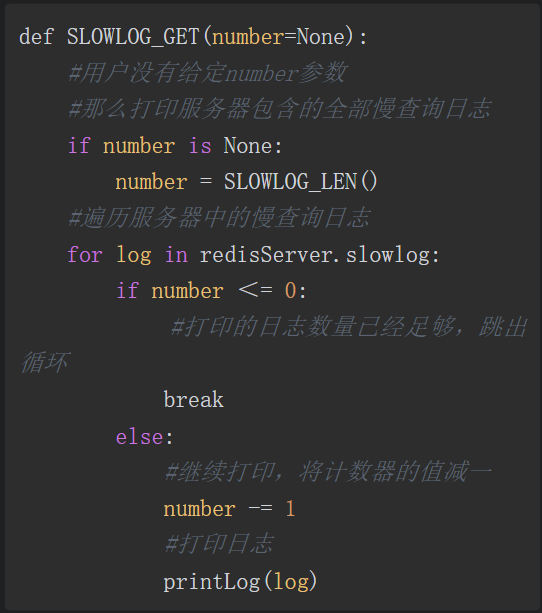 def SLOWLOG_GET(number=None):
    #用户没有给定number参数
    #那么打印服务器包含的全部慢查询日志
    if number is None:
        number = SLOWLOG_LEN()
    #遍历服务器中的慢查询日志
    for log in redisServer.slowlog:
        if number <= 0:
            #打印的日志数量已经足够，跳出
循环
            break
        else:
            #继续打印，将计数器的值减一
            number -= 1
            #打印日志
            printLog(log)